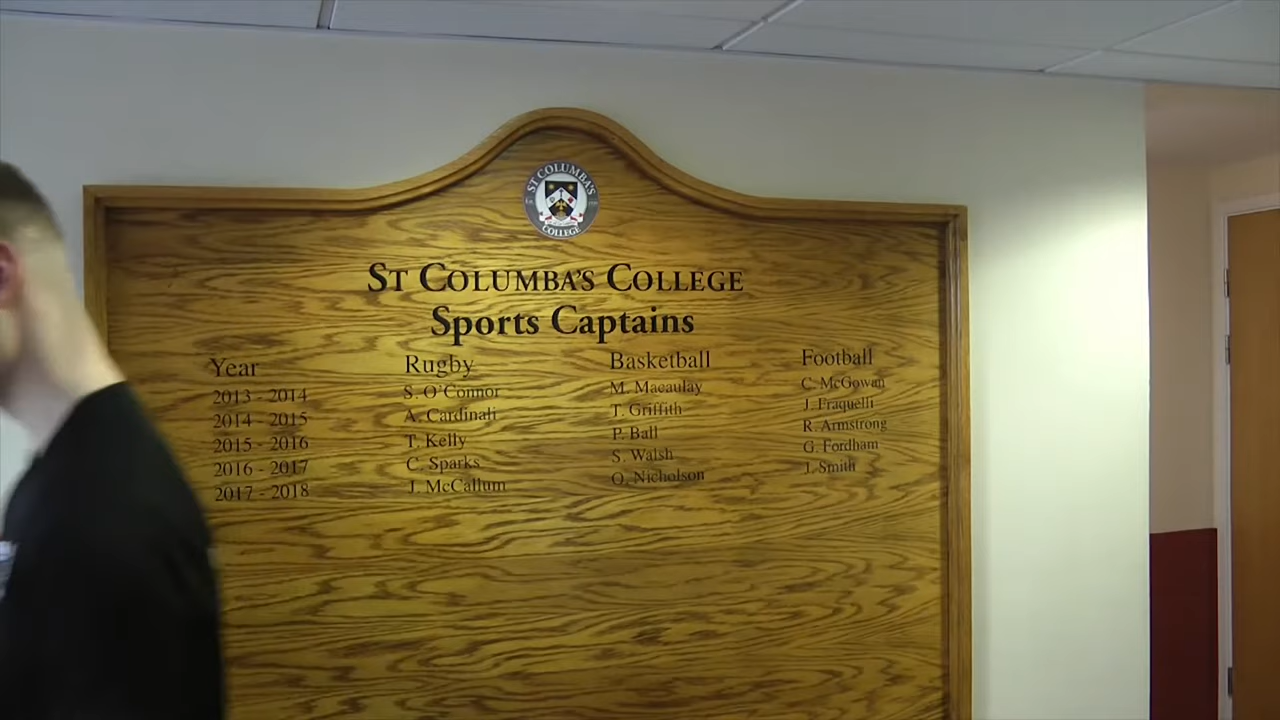 ST COLUMBA'S
COLLEGE
ST COLUMBA'S COLLEGE
Sports Captains
Year Rugby Basketball Football
2013 - 2014 S. O'Connor M. Macaulay C. McGowan
2014 - 2015 A. Cardinali T. Griffith J. Fraquelli
2015 - 2016 T. Kelly P. Ball R. Armstrong
2016 - 2017 C. Sparks S. Walsh G. Fordham
2017 - 2018 J. McCallum O. Nicholson J. Smith